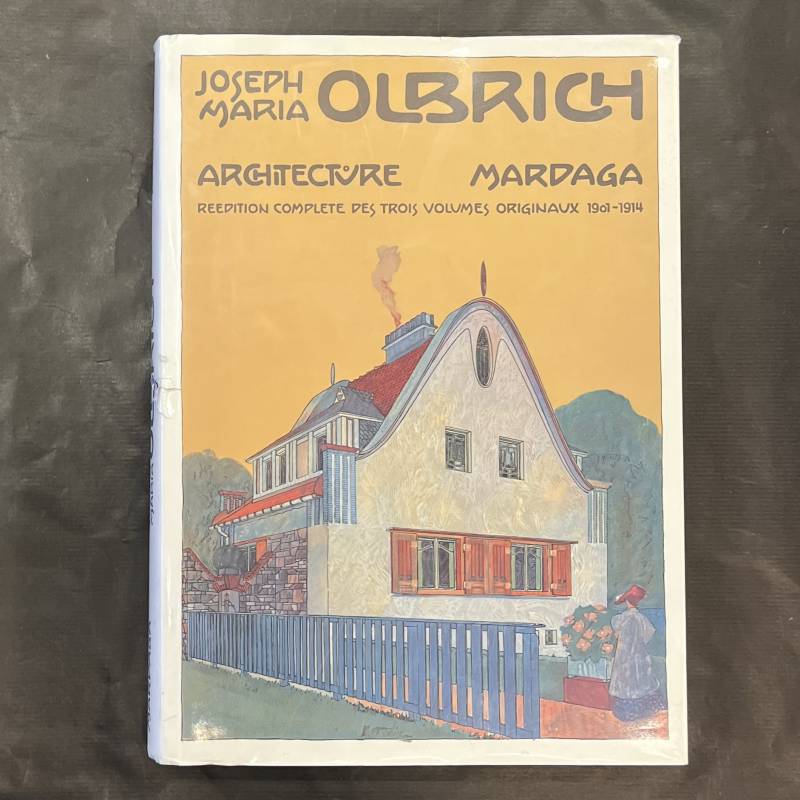 JOSEPH
MARIA OLBRICH
ARCHITECTURE MARDAGA
REEDITION COMPLETE DES TROIS VOLUMES ORIGINAUX 1901-1914